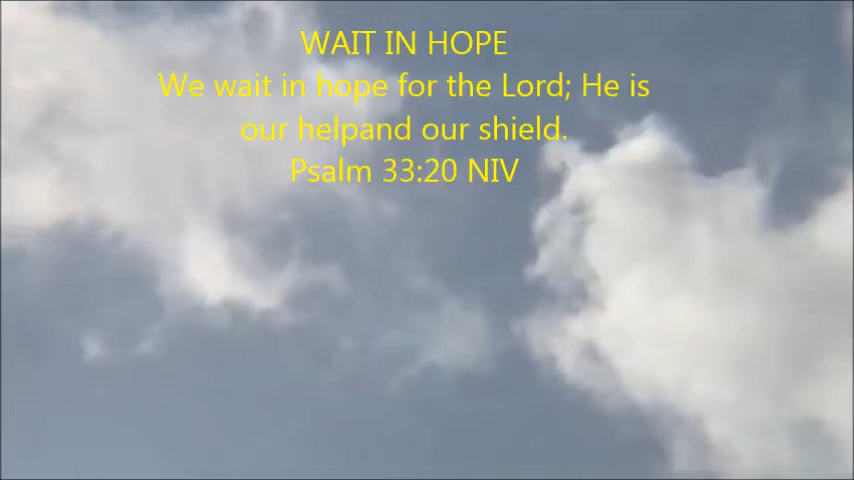 WAIT IN HOPE
We wait in hope for the Lord; He is
our helpand our shield.
Psalm 33:20 NIV